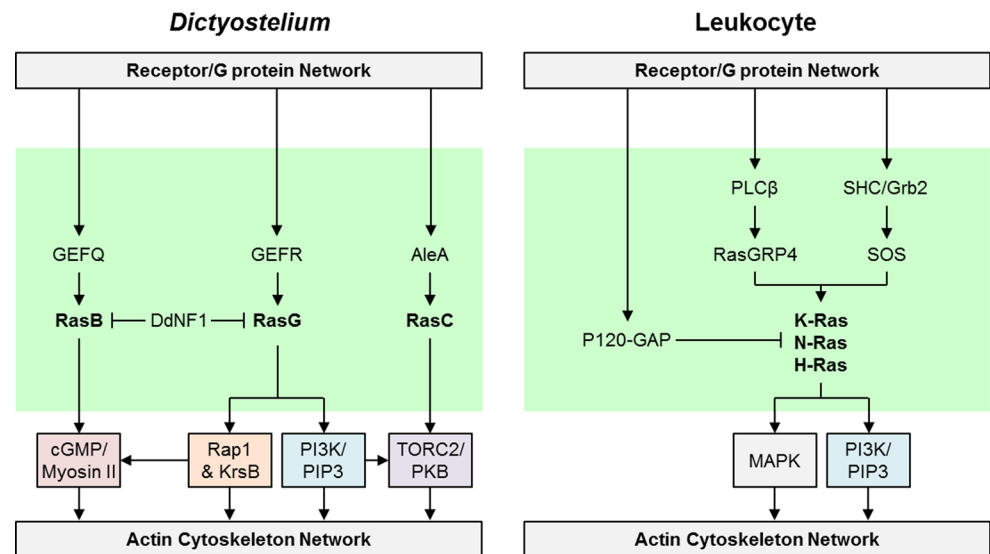 Dictyostelium
Leukocyte
Receptor/G protein Network
Receptor/G protein Network
PLCβ
SHC/Grb2
GEFQ
GEFR
AleA
RasGRP4
SOS
RasB
DdNF1
RasG
RasC
P120-GAP
K-Ras
N-Ras
H-Ras
cGMP/
Myosin II
Rap1
& KrsB
PI3K/
PIP3
TORC2/
PKB
MAPK
PI3K/
PIP3
Actin Cytoskeleton Network
Actin Cytoskeleton Network